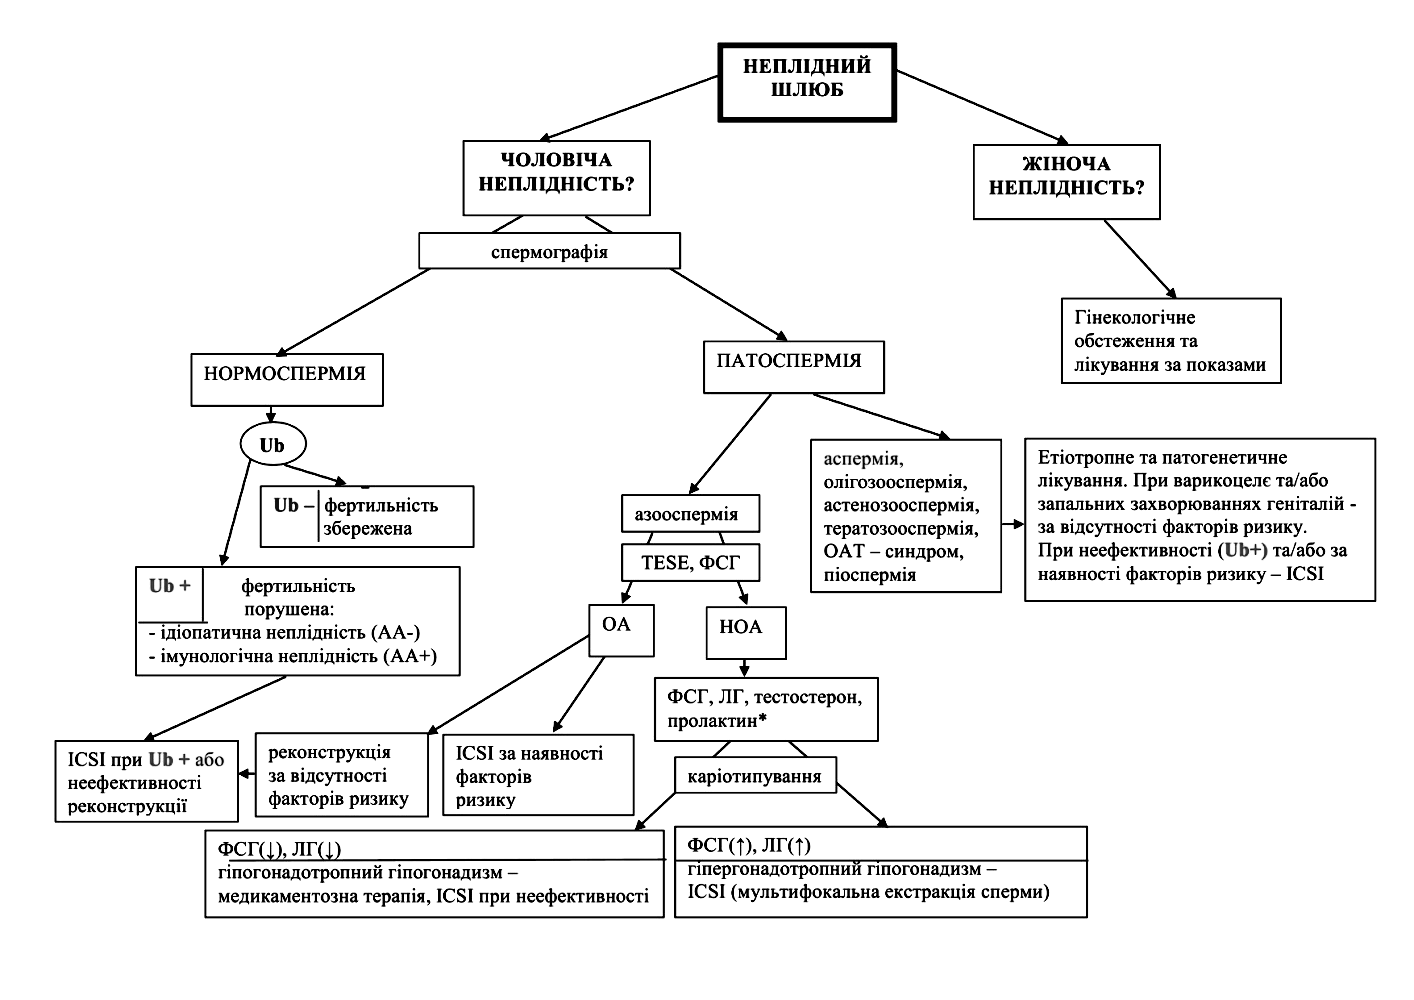 НЕПЛІДНИЙ
ШЛЮБ
ЧОЛОВІЧА
НЕПЛІДНІСТЬ?
ЖІНОЧА
НЕПЛІДНІСТЬ?
спермографія
Гінекологічне
обстеження та
лікування за показами
НОРМОСПЕРМІЯ
ПАТОСПЕРМІЯ
Ub
Ub – фертильність
збережена
аспермія,
олігозооспермія,
астенозооспермія,
тератозооспермія,
ОАТ – синдром,
піоспермія
Етіотропне та патогенетичне
лікування. При варикоцелє та/або
запальних захворюваннях геніталій -
за відсутності факторів ризику.
При неефективності (Ub+) та/або за
наявності факторів ризику – ICSI
азооспермія
TESE, ФСГ
Ub + фертильність
порушена:
- ідіопатична неплідність (АА-)
- імунологічна неплідність (АА+)
ОА
НОА
ФСГ, ЛГ, тестостерон,
пролактин*
ICSI при Ub + або
неефективності
реконструкції
реконструкція
за відсутності
факторів ризику
ICSI за наявності
факторів
ризику
каріотипування
ФСГ(↓), ЛГ(↓)
гіпогонадотропний гіпогонадизм –
медикаментозна терапія, ICSI при неефективності
ФСГ(↑), ЛГ(↑)
гіпергонадотропний гіпогонадизм –
ICSI (мультифокальна екстракція сперми)